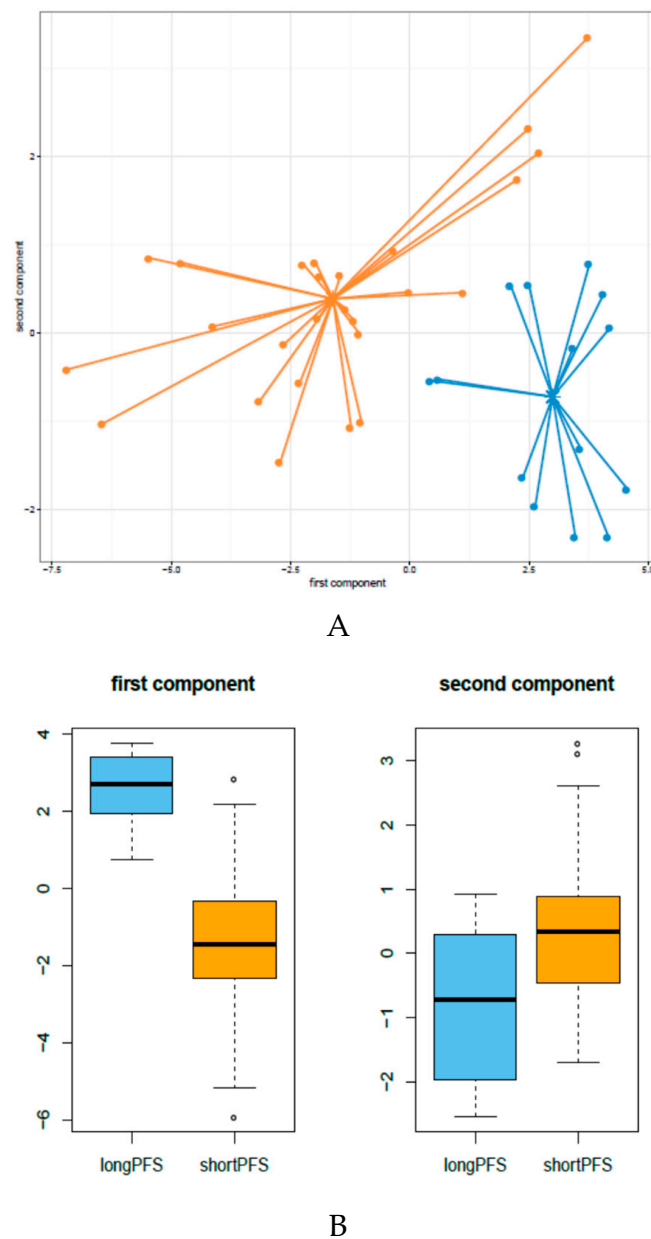 2
0
−2
second component
−7.5 −5.0 −2.5 0.0 2.5 5.0
first component
A
first component
4
2
0
−2
−4
−6
longPFS shortPFS
second component
3
2
1
0
−1
−2
longPFS shortPFS
B